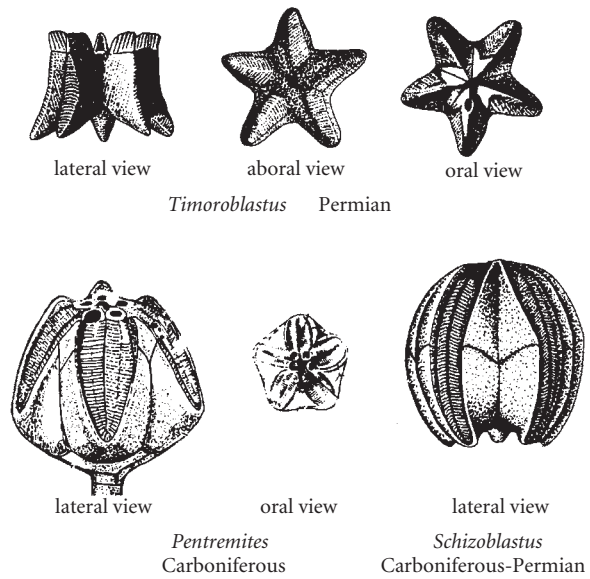 lateral view
aboral view
oral view
Timoroblastus Permian
lateral view
oral view
lateral view
Pentremites
Carboniferous
Schizoblastus
Carboniferous-Permian